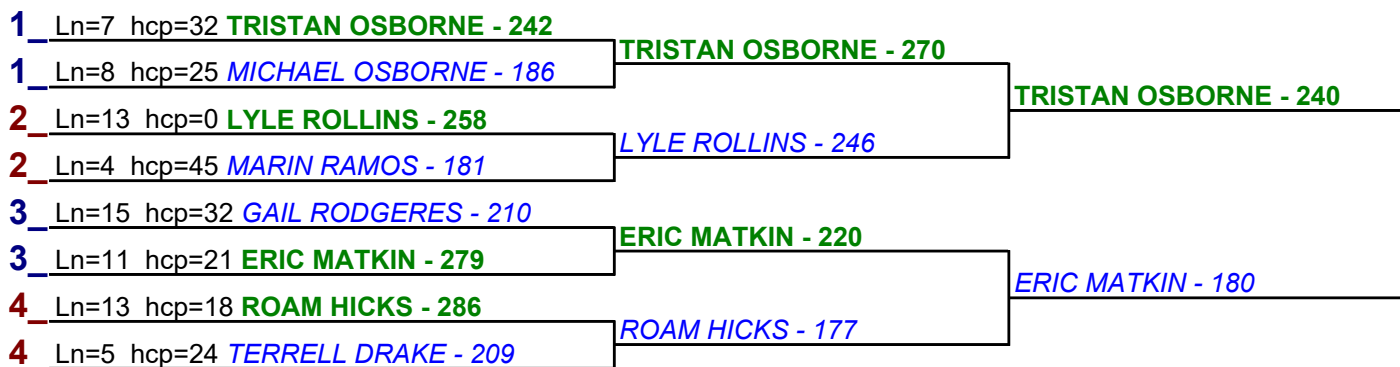 1_ Ln=7 hcp=32 TRISTAN OSBORNE - 242
TRISTAN OSBORNE - 270
1_ Ln=8 hcp=25 MICHAEL OSBORNE - 186
TRISTAN OSBORNE - 240
2_ Ln=13 hcp=0 LYLE ROLLINS - 258
LYLE ROLLINS - 246
2_ Ln=4 hcp=45 MARIN RAMOS - 181
3_ Ln=15 hcp=32 GAIL RODGERES - 210
ERIC MATKIN - 220
3_ Ln=11 hcp=21 ERIC MATKIN - 279
ERIC MATKIN - 180
4_ Ln=13 hcp=18 ROAM HICKS - 286
ROAM HICKS - 177
4 Ln=5 hcp=24 TERRELL DRAKE - 209